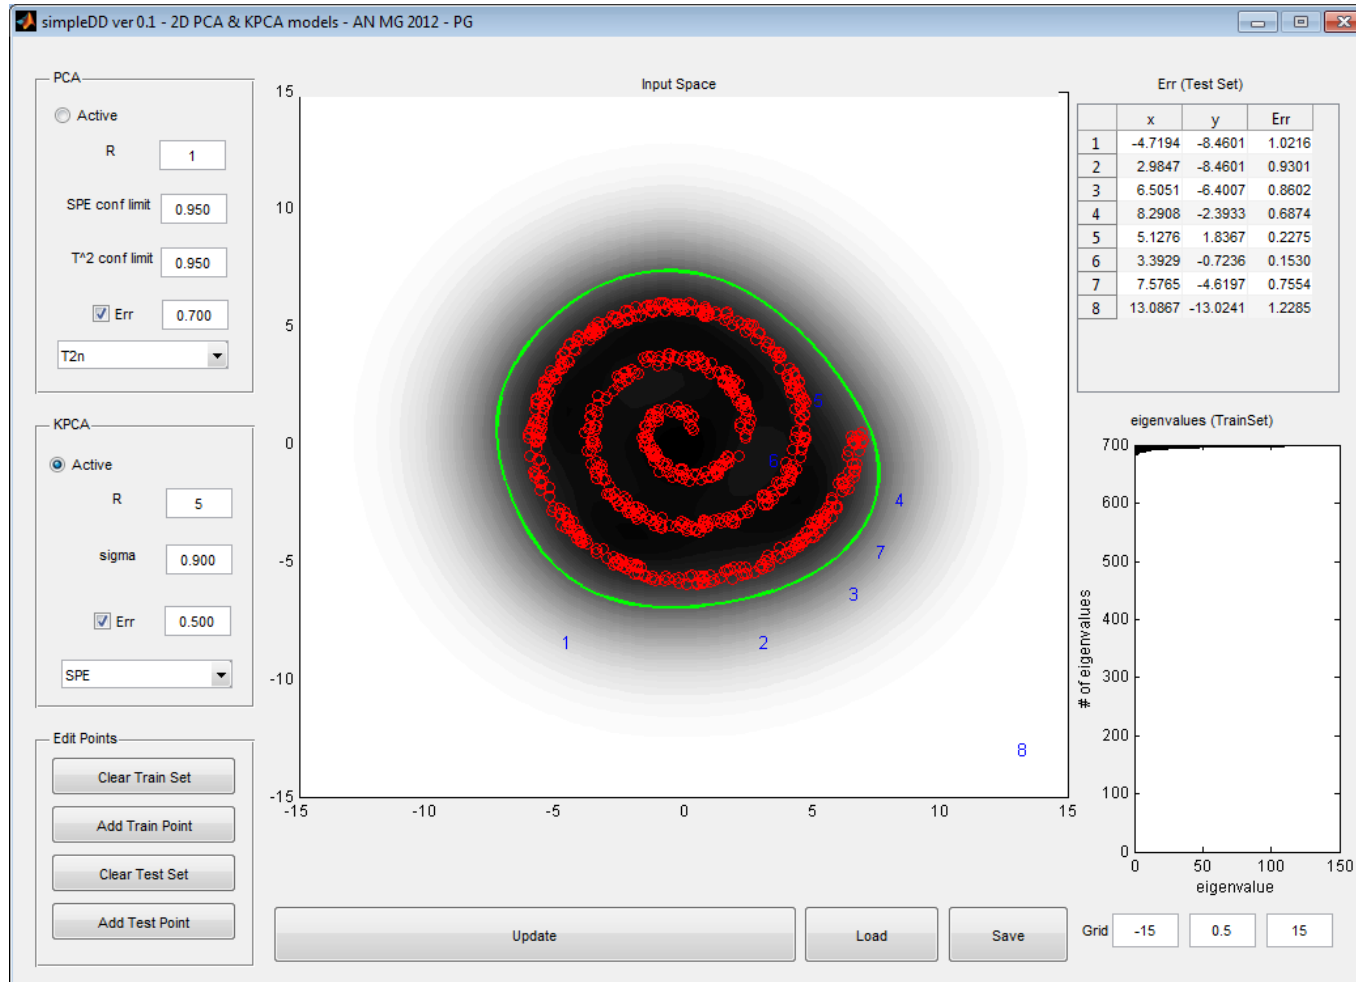 simpleDD ver 0.1 - 2D PCA & KPCA models - AN MG 2012 - PG
PCA
Active
R 1
SPE conf limit 0.950
T^2 conf limit 0.950
Err 0.700
T2n
KPCA
Active
R 5
sigma 0.900
Err 0.500
SPE
Edit Points
Clear Train Set
Add Train Point
Clear Test Set
Add Test Point
Input Space
15
10
5
0
-5
-10
-15
-15 -10 -5 0 5 10 15
5
6
4
7
3
1 2
8
Err (Test Set)
x y Err
1 -4.7194 -8.4601 1.0216
2 2.9847 -8.4601 0.9301
3 6.5051 -6.4007 0.8602
4 8.2908 -2.3933 0.6874
5 5.1276 1.8367 0.2275
6 3.3929 -0.7236 0.1530
7 7.5765 -4.6197 0.7554
8 13.0867 -13.0241 1.2285
eigenvalues (TrainSet)
# of eigenvalues
700
600
500
400
300
200
100
0
0 50 100 150
eigenvalue
Update Load Save
Grid -15 0.5 15